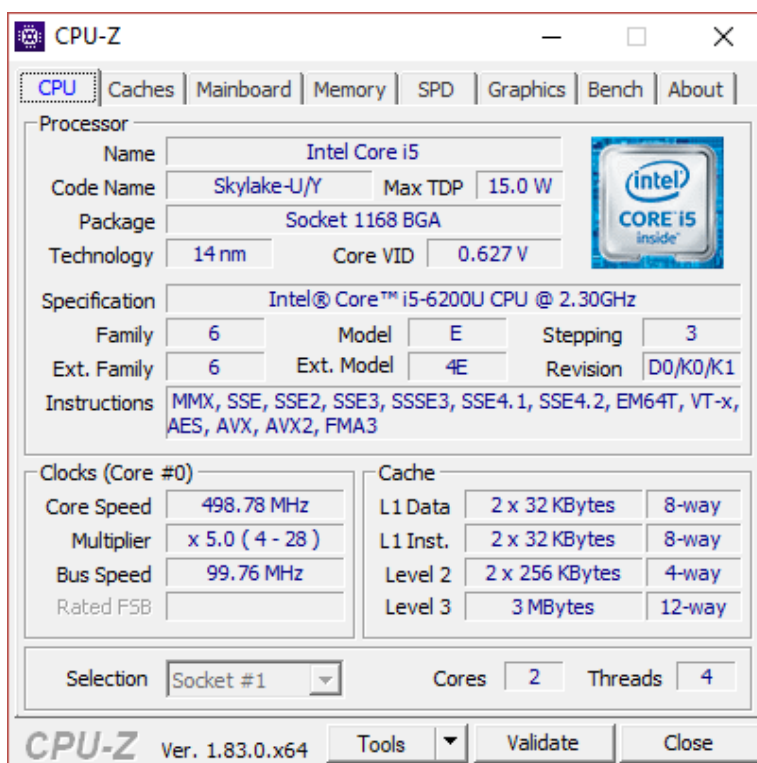 CPU-Z
CPU Caches Mainboard Memory SPD Graphics Bench About
Processor
Name Intel Core i5
Code Name Skylake-U/Y Max TDP 15.0 W
Package Socket 1168 BGA
Technology 14 nm Core VID 0.627 V
intel
CORE i5
inside™
Specification Intel® Core™ i5-6200U CPU @ 2.30GHz
Family 6 Model E Stepping 3
Ext. Family 6 Ext. Model 4E Revision D0/K0/K1
Instructions MMX, SSE, SSE2, SSE3, SSSE3, SSE4.1, SSE4.2, EM64T, VT-x,
AES, AVX, AVX2, FMA3
Clocks (Core #0)
Core Speed 498.78 MHz
Multiplier x 5.0 ( 4 - 28 )
Bus Speed 99.76 MHz
Rated FSB
Cache
L1 Data 2 x 32 KBytes 8-way
L1 Inst. 2 x 32 KBytes 8-way
Level 2 2 x 256 KBytes 4-way
Level 3 3 MBytes 12-way
Selection Socket #1 Cores 2 Threads 4
CPU-Z Ver. 1.83.0.x64 Tools Validate Close